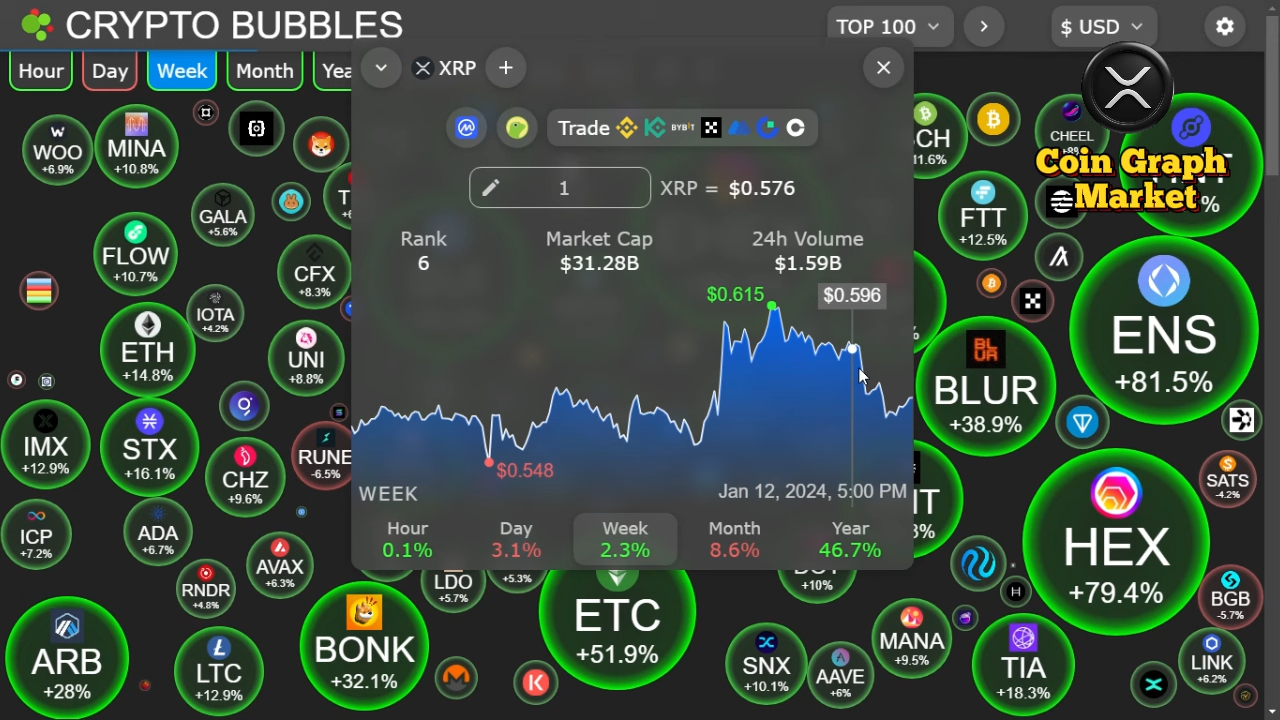 CRYPTO BUBBLES
TOP 100
$ USD
Hour
Day
Week
Month
Yea
XRP
Trade
BYBIT
1
XRP = $0.576
Rank
6
Market Cap
$31.28B
24h Volume
$1.59B
$0.615
$0.596
$0.548
WEEK
Jan 12, 2024, 5:00 PM
Hour
0.1%
Day
3.1%
Week
2.3%
Month
8.6%
Year
46.7%
Coin Graph
Market
WOO
+6.9%
MINA
+10.8%
GALA
+5.6%
FLOW
+10.7%
CFX
+8.3%
IOTA
+4.2%
ETH
+14.8%
UNI
+8.8%
IMX
+12.9%
STX
+16.1%
CHZ
+9.6%
RUNE
-6.5%
ICP
+7.2%
ADA
+6.7%
AVAX
+6.3%
RNDR
+4.8%
ARB
+28%
LTC
+12.9%
BONK
+32.1%
LDO
+5.7%
+5.3%
ETC
+51.9%
+10%
SNX
+10.1%
AAVE
+6%
MANA
+9.5%
TIA
+18.3%
LINK
+6.2%
BGB
-5.7%
HEX
+79.4%
SATS
-4.2%
BLUR
+38.9%
ENS
+81.5%
FTT
+12.5%
CH
11.6%
CHEEL
BLUR